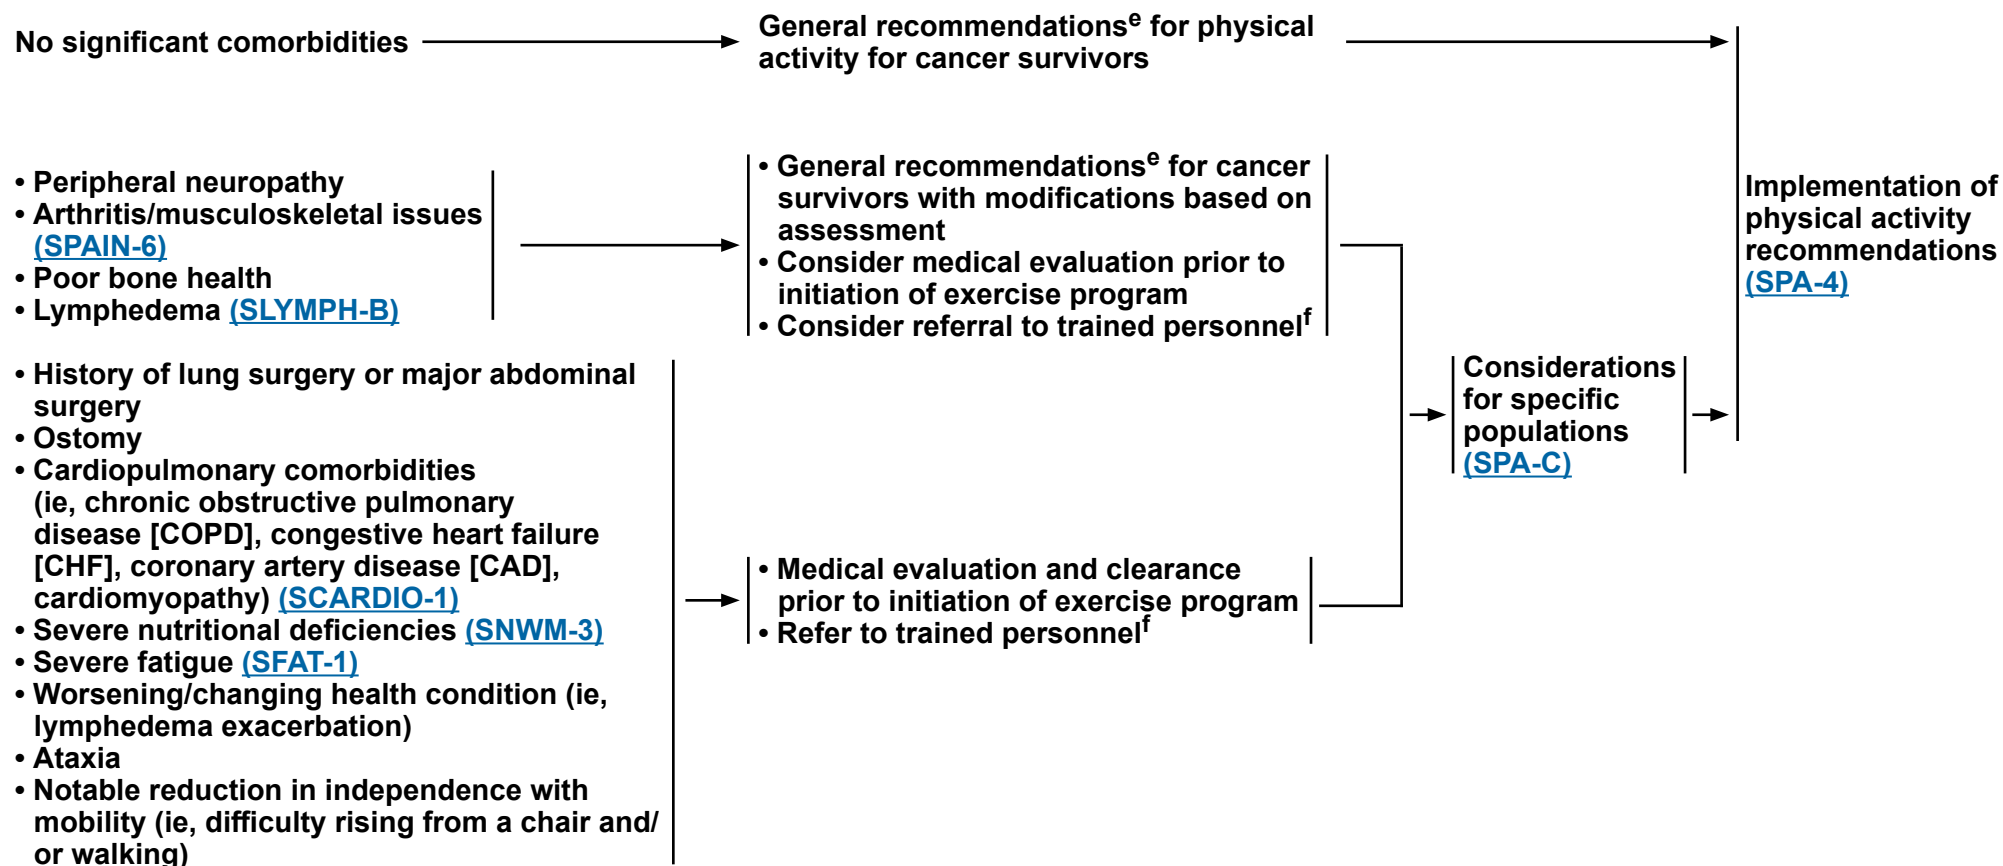 No significant comorbidities
General recommendationsᵉ for physical
activity for cancer survivors
• Peripheral neuropathy
• Arthritis/musculoskeletal issues
(SPAIN-6)
• Poor bone health
• Lymphedema (SLYMPH-B)
• General recommendationsᵉ for cancer
survivors with modifications based on
assessment
• Consider medical evaluation prior to
initiation of exercise program
• Consider referral to trained personnelᶠ
• History of lung surgery or major abdominal
surgery
• Ostomy
• Cardiopulmonary comorbidities
(ie, chronic obstructive pulmonary
disease [COPD], congestive heart failure
[CHF], coronary artery disease [CAD],
cardiomyopathy) (SCARDIO-1)
• Severe nutritional deficiencies (SNWM-3)
• Severe fatigue (SFAT-1)
• Worsening/changing health condition (ie,
lymphedema exacerbation)
• Ataxia
• Notable reduction in independence with
mobility (ie, difficulty rising from a chair and/
or walking)
• Medical evaluation and clearance
prior to initiation of exercise program
• Refer to trained personnelᶠ
Considerations
for specific
populations
(SPA-C)
Implementation of
physical activity
recommendations
(SPA-4)